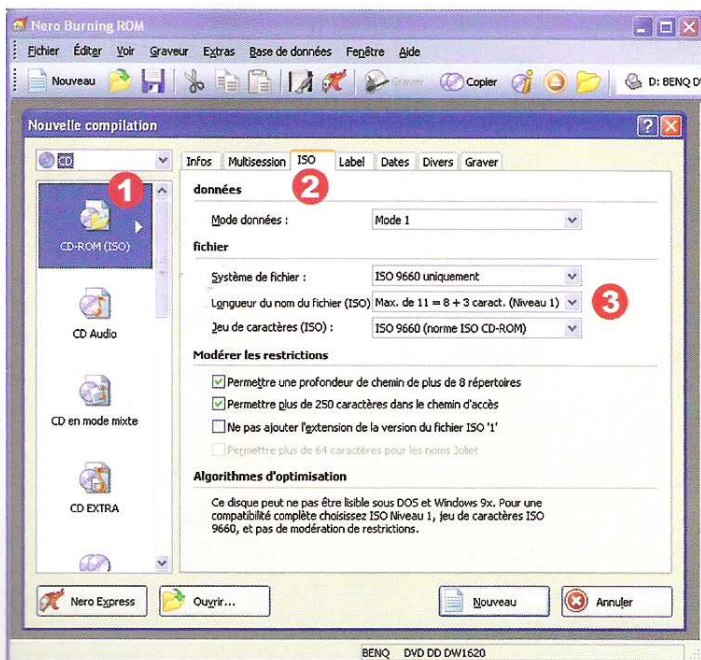 Nero Burning ROM
Fichier Éditer Voir Graveur Extras Base de données Fenêtre Aide
Nouveau Graver Copier D: BENQ D
Nouvelle compilation
CD
1
CD-ROM (ISO)
CD Audio
CD en mode mixte
CD EXTRA
Infos Multisession ISO Label Dates Divers Graver
2
données
Mode données : Mode 1
fichier
Système de fichier : ISO 9660 uniquement
Longueur du nom du fichier (ISO) Max. de 11 = 8 + 3 caract. (Niveau 1)
3
Jeu de caractères (ISO) : ISO 9660 (norme ISO CD-ROM)
Modérer les restrictions
Permettre une profondeur de chemin de plus de 8 répertoires
Permettre plus de 250 caractères dans le chemin d'accès
Ne pas ajouter l'extension de la version du fichier ISO '1'
Permettre plus de 64 caractères pour les noms Joliet
Algorithmes d'optimisation
Ce disque peut ne pas être lisible sous DOS et Windows 9x. Pour une
compatibilité complète choisissez ISO Niveau 1, jeu de caractères ISO
9660, et pas de modération de restrictions.
Nero Express Ouvrir... Nouveau Annuler
BENQ DVD DD DW1620